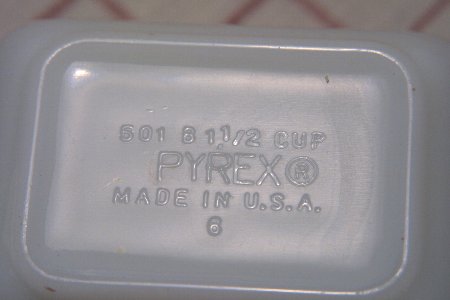 501 B 1 1/2 CUP
PYREX®
MADE IN U.S.A.
6